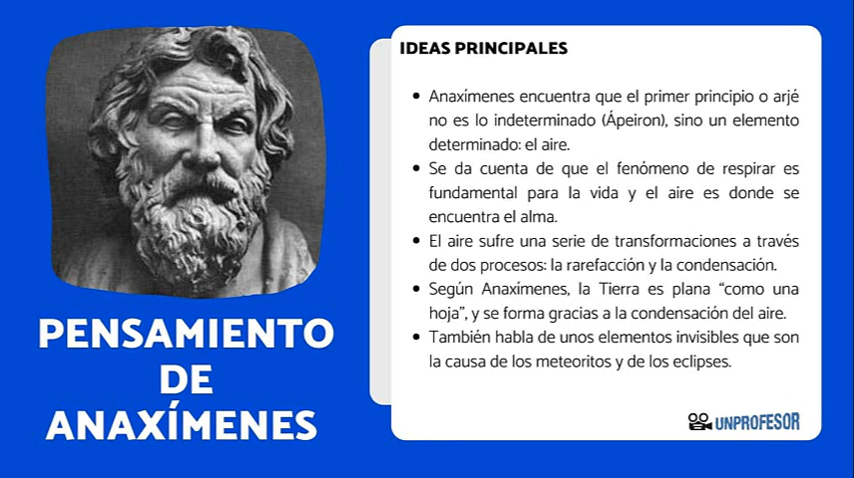 PENSAMIENTO
DE
ANAXÍMENES
IDEAS PRINCIPALES
• Anaxímenes encuentra que el primer principio o arjé
no es lo indeterminado (Ápeiron), sino un elemento
determinado: el aire.
• Se da cuenta de que el fenómeno de respirar es
fundamental para la vida y el aire es donde se
encuentra el alma.
• El aire sufre una serie de transformaciones a través
de dos procesos: la rarefacción y la condensación.
• Según Anaxímenes, la Tierra es plana “como una
hoja”, y se forma gracias a la condensación del aire.
• También habla de unos elementos invisibles que son
la causa de los meteoritos y de los eclipses.
UNPROFESOR